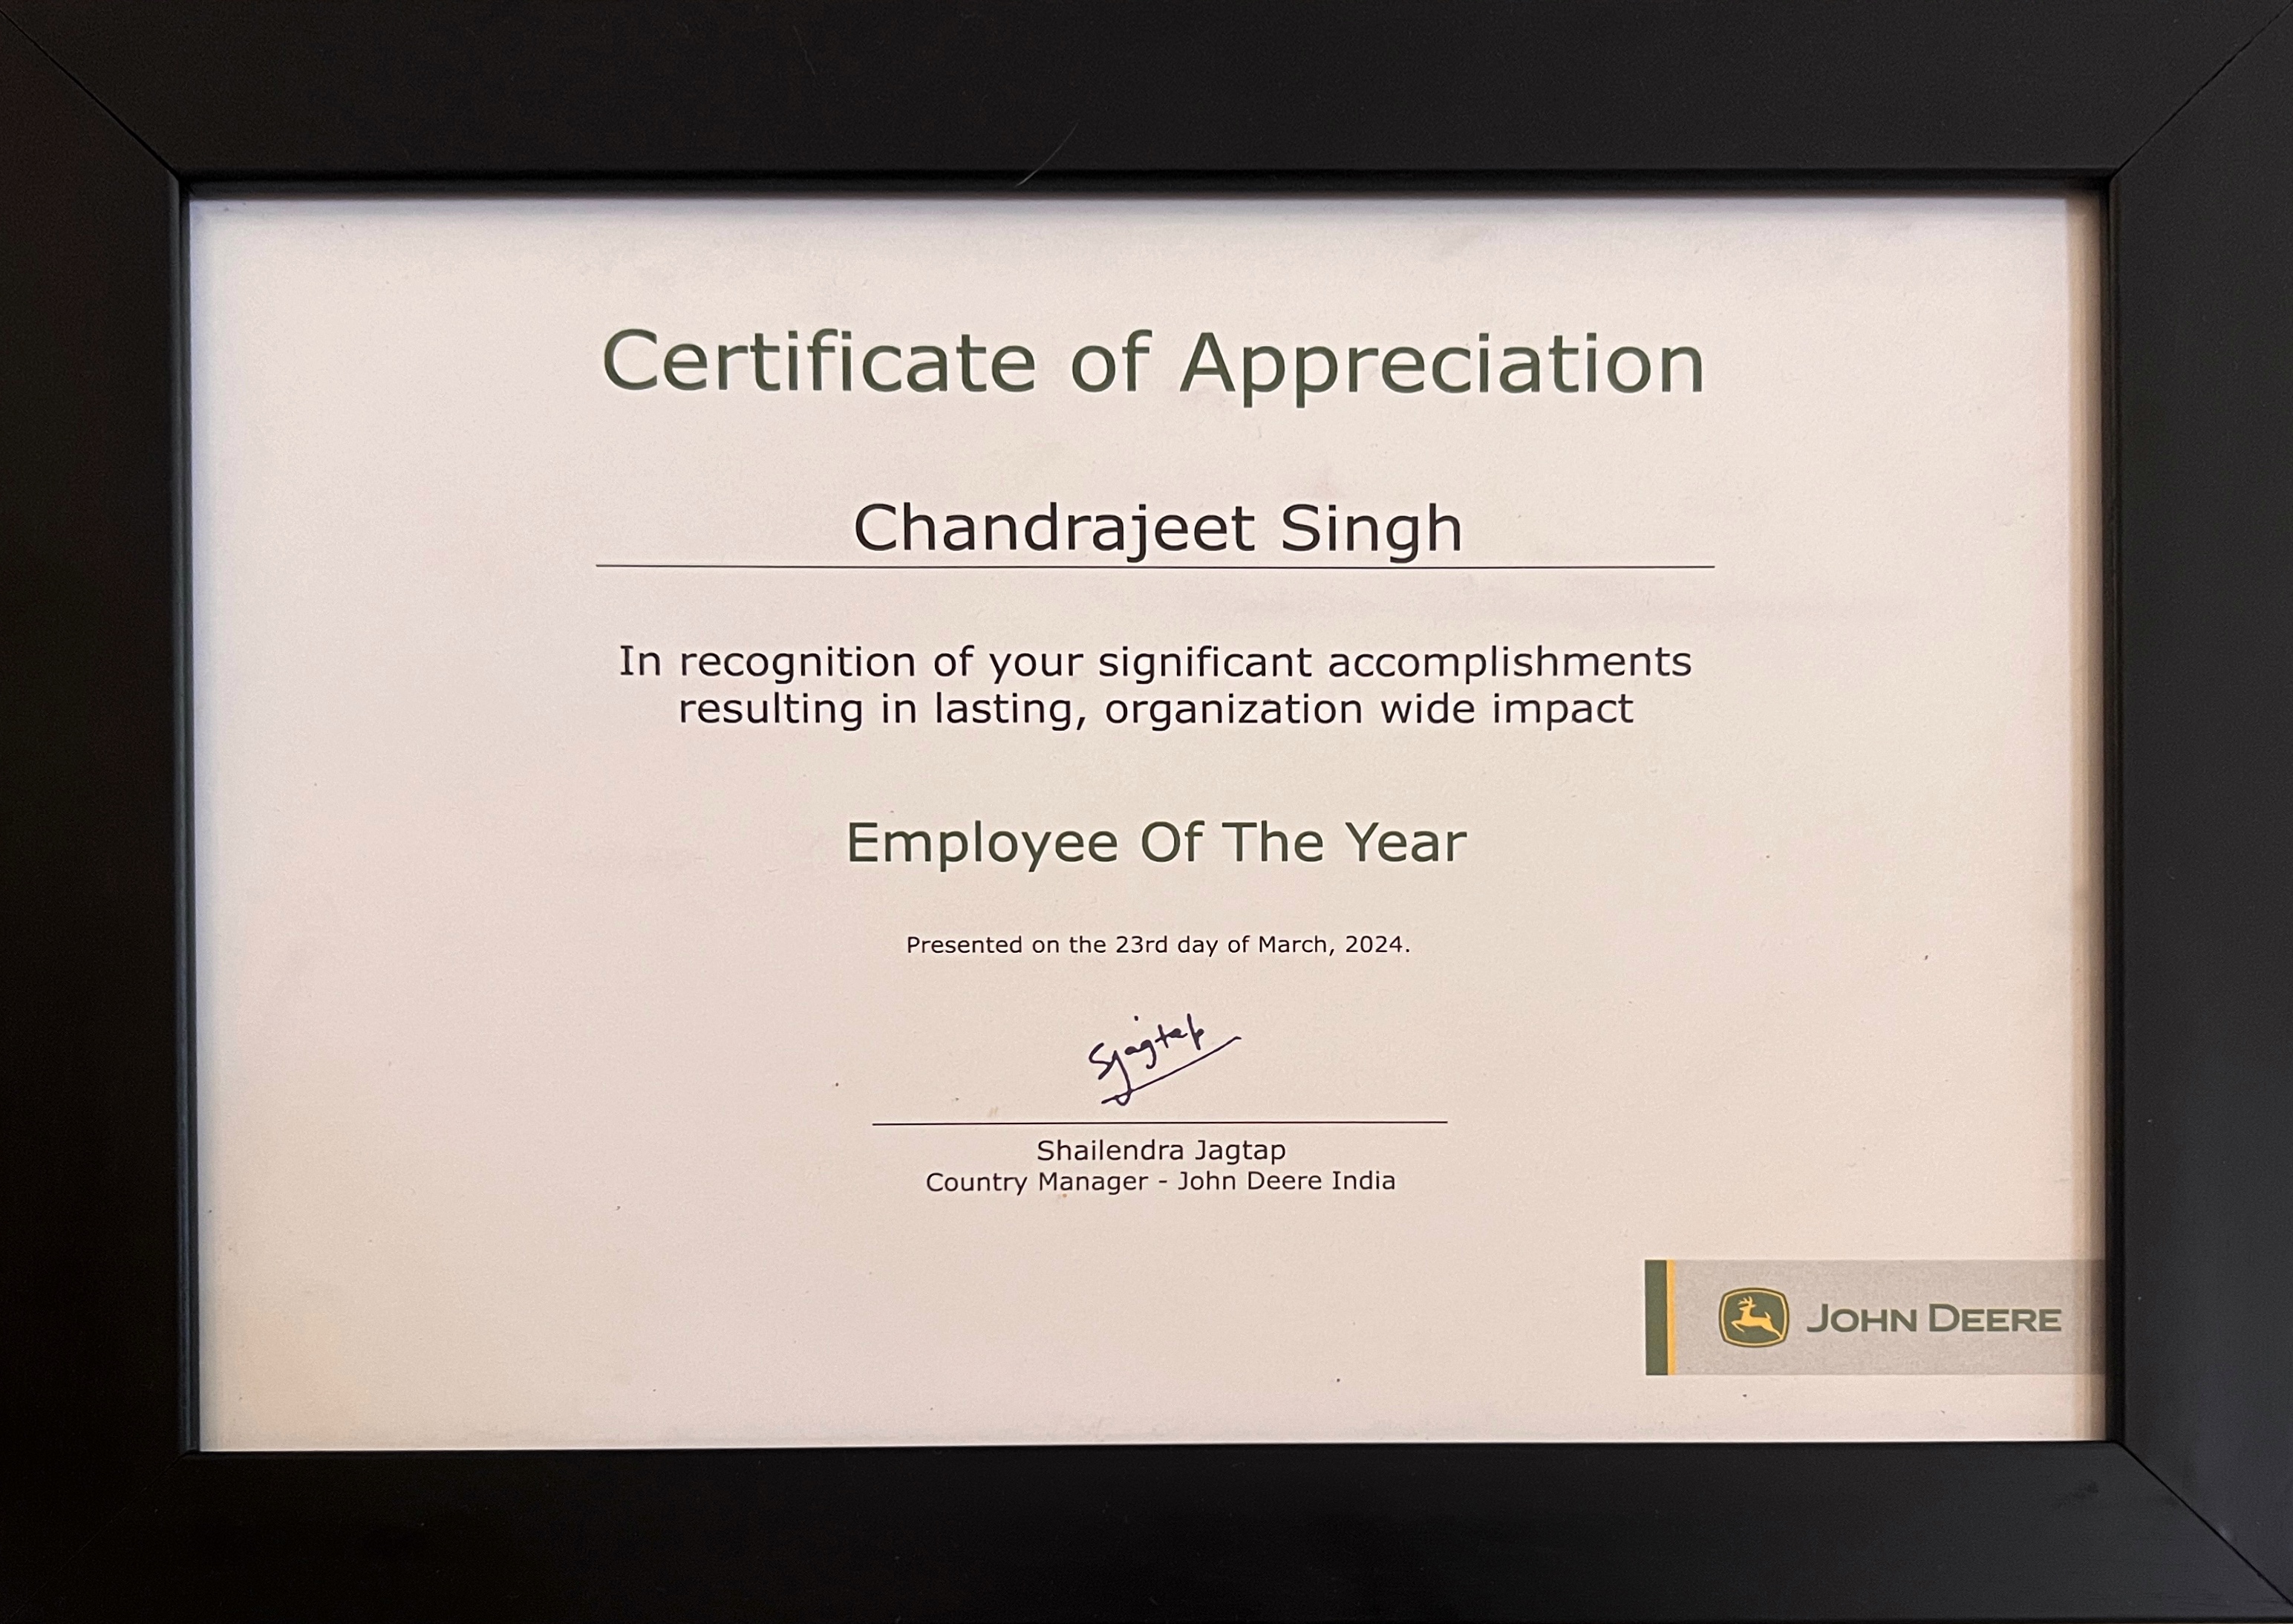 Certificate of Appreciation
Chandrajeet Singh
In recognition of your significant accomplishments
resulting in lasting, organization wide impact
Employee Of The Year
Presented on the 23rd day of March, 2024.
Sjagtap
Shailendra Jagtap
Country Manager - John Deere India
JOHN DEERE